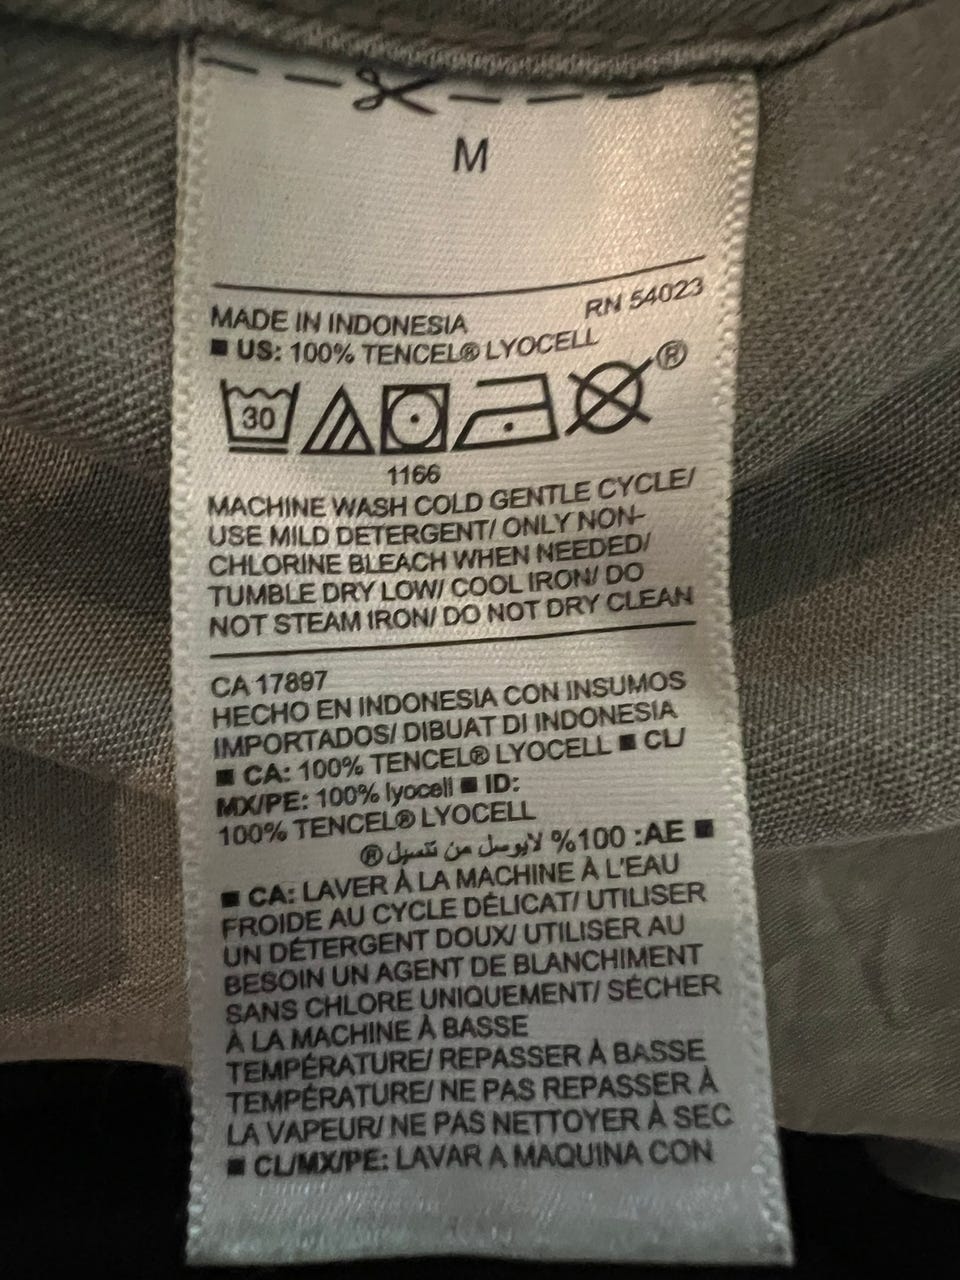 M
MADE IN INDONESIA RN 54023
■ US: 100% TENCEL® LYOCELL
30 ®
1166
MACHINE WASH COLD GENTLE CYCLE/
USE MILD DETERGENT/ ONLY NON-
CHLORINE BLEACH WHEN NEEDED/
TUMBLE DRY LOW/ COOL IRON/ DO
NOT STEAM IRON/ DO NOT DRY CLEAN
CA 17897
HECHO EN INDONESIA CON INSUMOS
IMPORTADOS/ DIBUAT DI INDONESIA
■ CA: 100% TENCEL® LYOCELL ■ CL/
MX/PE: 100% lyocell ■ ID:
100% TENCEL® LYOCELL
■ AE: 100% لايوسل من تنسيل®
■ CA: LAVER À LA MACHINE À L'EAU
FROIDE AU CYCLE DÉLICAT/ UTILISER
UN DÉTERGENT DOUX/ UTILISER AU
BESOIN UN AGENT DE BLANCHIMENT
SANS CHLORE UNIQUEMENT/ SÉCHER
À LA MACHINE À BASSE
TEMPÉRATURE/ REPASSER À BASSE
TEMPÉRATURE/ NE PAS REPASSER À
LA VAPEUR/ NE PAS NETTOYER À SEC
■ CL/MX/PE: LAVAR A MAQUINA CON